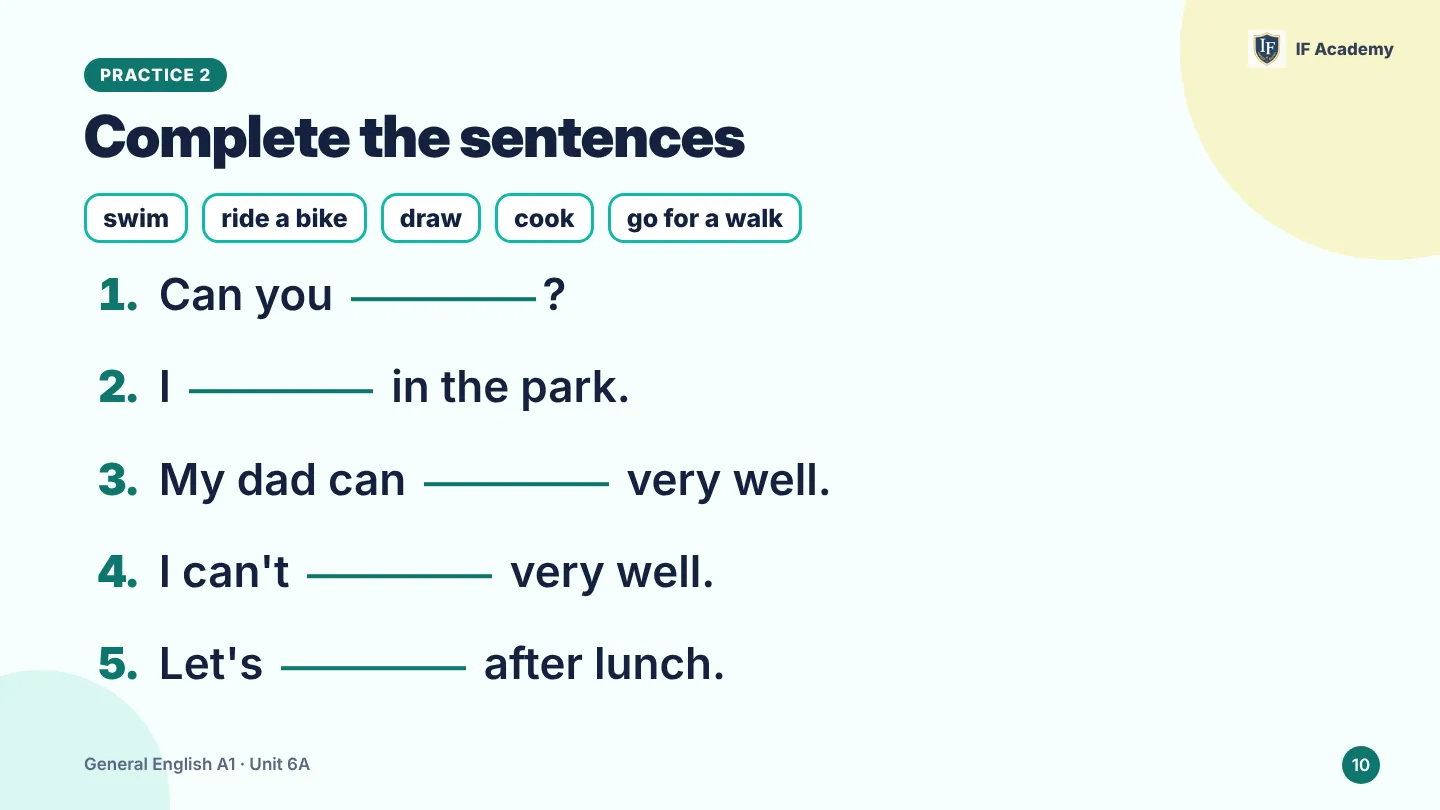 IF IF Academy
PRACTICE 2
Complete the sentences
swim ride a bike draw cook go for a walk
1. Can you ________?
2. I ________ in the park.
3. My dad can ________ very well.
4. I can't ________ very well.
5. Let's ________ after lunch.
General English A1 · Unit 6A
10